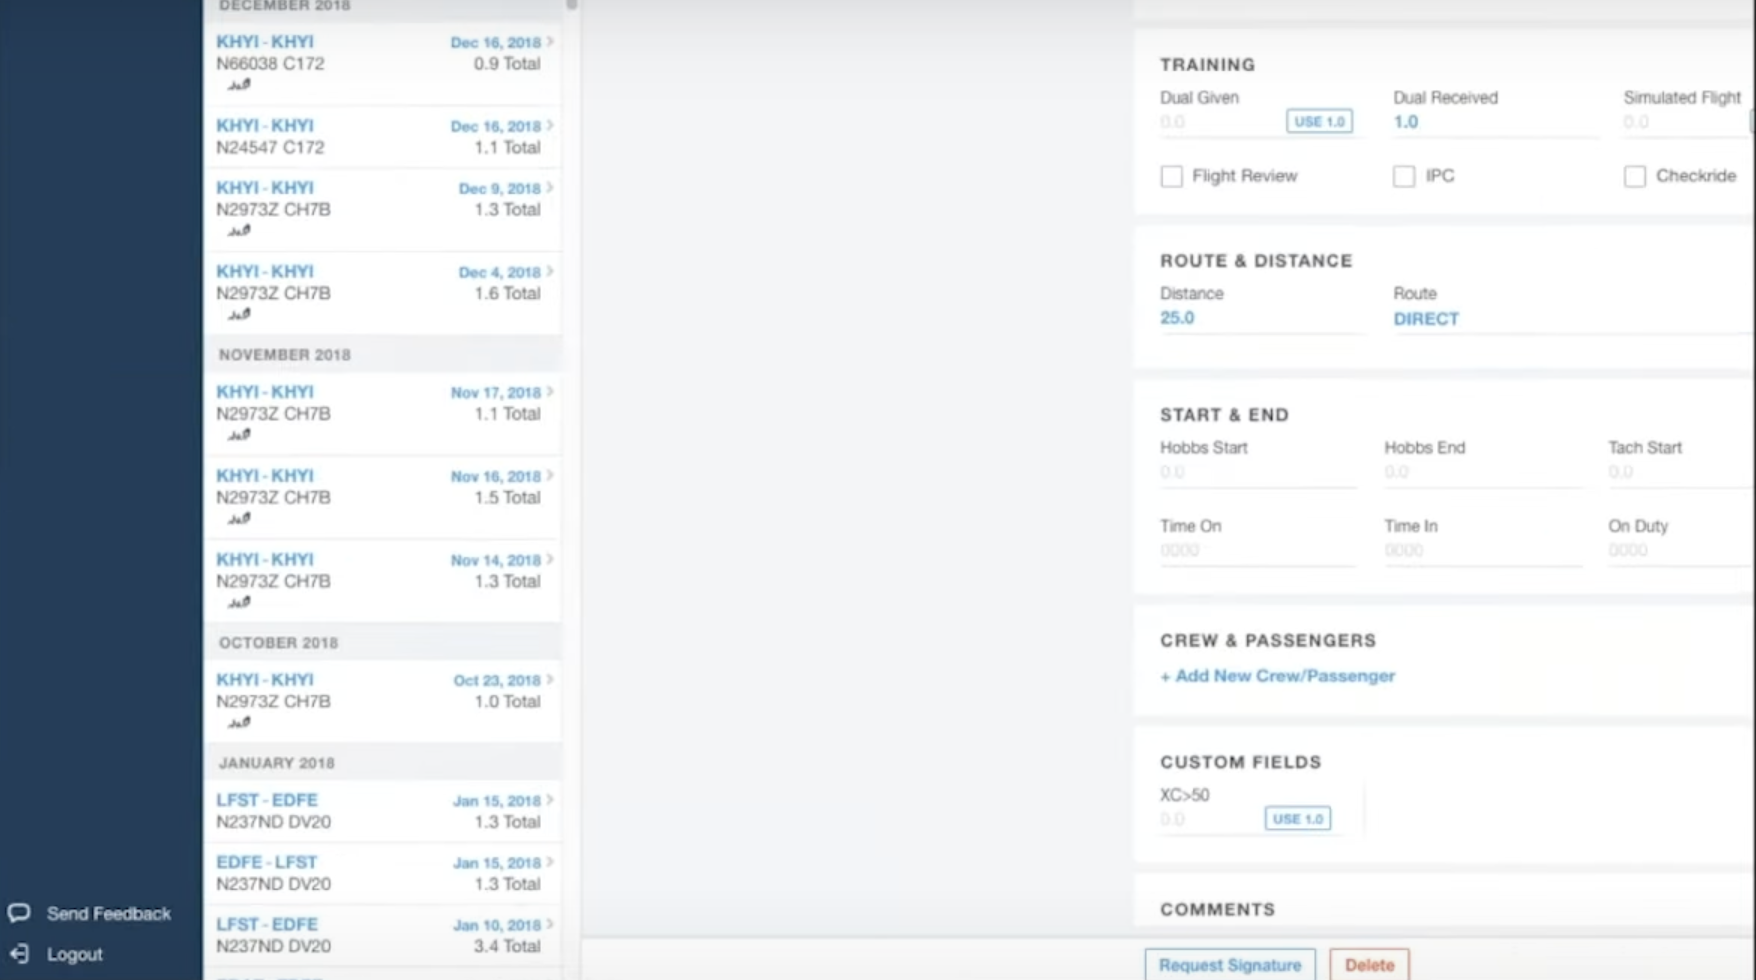 DECEMBER 2018
KHYI - KHYI Dec 16, 2018
N66038 C172 0.9 Total
KHYI - KHYI Dec 16, 2018
N24547 C172 1.1 Total
KHYI - KHYI Dec 9, 2018
N2973Z CH7B 1.3 Total
KHYI - KHYI Dec 4, 2018
N2973Z CH7B 1.6 Total
NOVEMBER 2018
KHYI - KHYI Nov 17, 2018
N2973Z CH7B 1.1 Total
KHYI - KHYI Nov 16, 2018
N2973Z CH7B 1.5 Total
KHYI - KHYI Nov 14, 2018
N2973Z CH7B 1.3 Total
OCTOBER 2018
KHYI - KHYI Oct 23, 2018
N2973Z CH7B 1.0 Total
JANUARY 2018
LFST - EDFE Jan 15, 2018
N237ND DV20 1.3 Total
EDFE - LFST Jan 15, 2018
N237ND DV20 1.3 Total
LFST - EDFE Jan 10, 2018
N237ND DV20 3.4 Total
Send Feedback
Logout
TRAINING
Dual Given Dual Received Simulated Flight
0.0 USE 1.0 1.0 0.0
Flight Review IPC Checkride
ROUTE & DISTANCE
Distance Route
25.0 DIRECT
START & END
Hobbs Start Hobbs End Tach Start
0.0 0.0 0.0
Time On Time In On Duty
0000 0000 0000
CREW & PASSENGERS
+ Add New Crew/Passenger
CUSTOM FIELDS
XC>50
0.0 USE 1.0
COMMENTS
Request Signature Delete